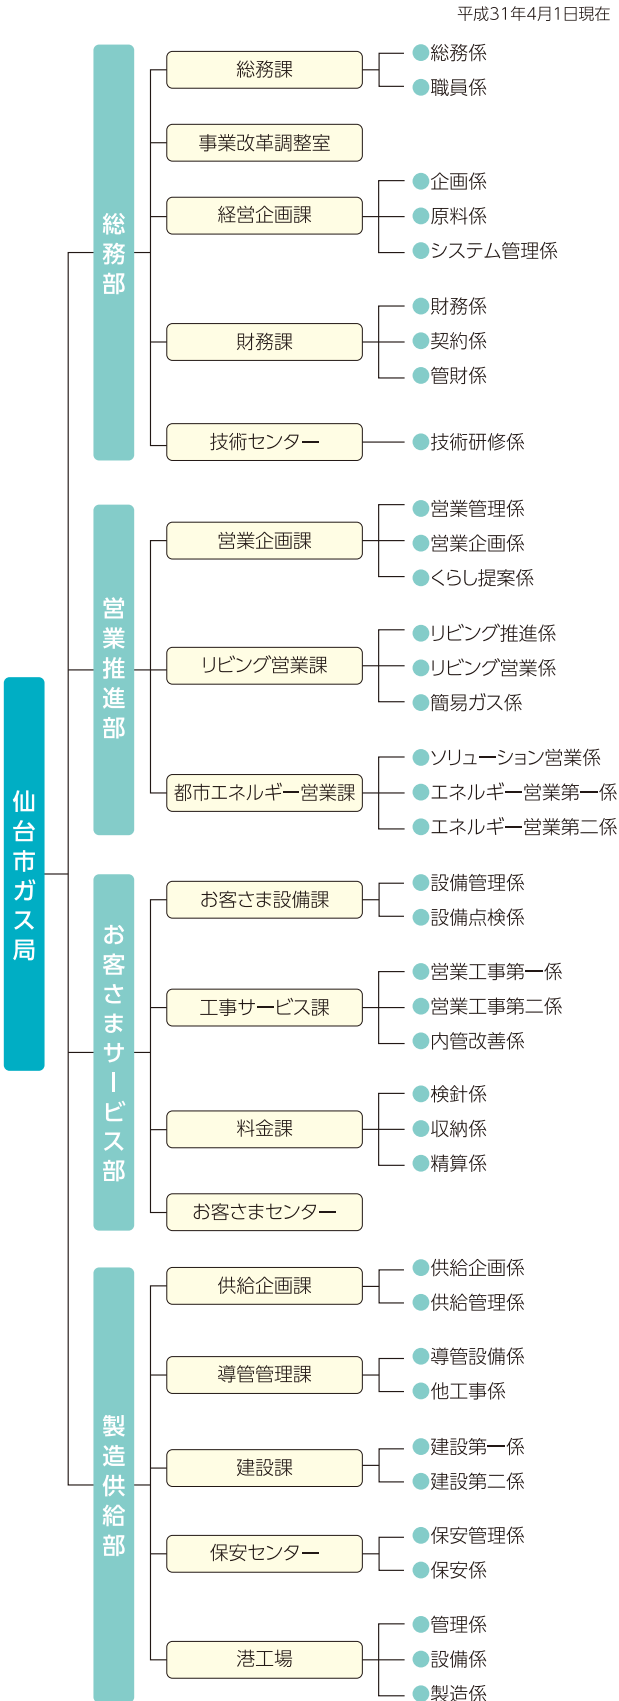 平成31年4月1日現在
仙台市ガス局
総務部
総務課
●総務係
●職員係
事業改革調整室
経営企画課
●企画係
●原料係
●システム管理係
財務課
●財務係
●契約係
●管財係
技術センター
●技術研修係
営業推進部
営業企画課
●営業管理係
●営業企画係
●くらし提案係
リビング営業課
●リビング推進係
●リビング営業係
●簡易ガス係
都市エネルギー営業課
●ソリューション営業係
●エネルギー営業第一係
●エネルギー営業第二係
お客さまサービス部
お客さま設備課
●設備管理係
●設備点検係
工事サービス課
●営業工事第一係
●営業工事第二係
●内管改善係
料金課
●検針係
●収納係
●精算係
お客さまセンター
製造供給部
供給企画課
●供給企画係
●供給管理係
導管管理課
●導管設備係
●他工事係
建設課
●建設第一係
●建設第二係
保安センター
●保安管理係
●保安係
港工場
●管理係
●設備係
●製造係